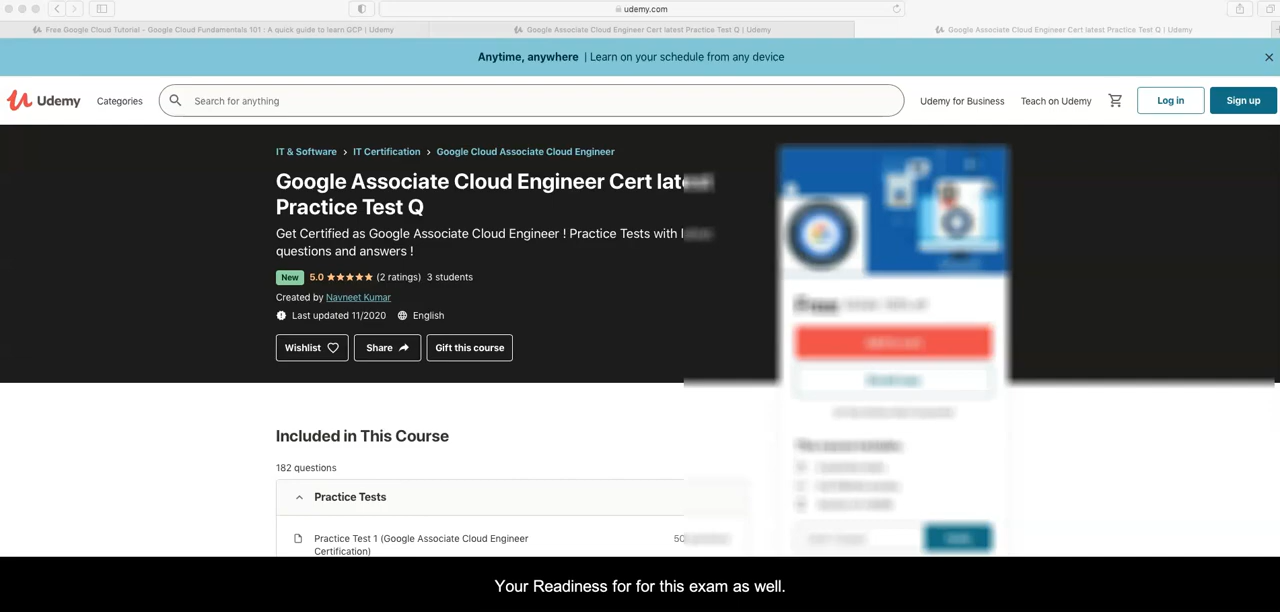 udemy.com
Free Google Cloud Tutorial - Google Cloud Fundamentals 101 : A quick guide to learn GCP | Udemy
Google Associate Cloud Engineer Cert latest Practice Test Q | Udemy
Google Associate Cloud Engineer Cert latest Practice Test Q | Udemy
Anytime, anywhere | Learn on your schedule from any device
Udemy
Categories
Search for anything
Udemy for Business
Teach on Udemy
Log in
Sign up
IT & Software > IT Certification > Google Cloud Associate Cloud Engineer
Google Associate Cloud Engineer Cert latest
Practice Test Q
Get Certified as Google Associate Cloud Engineer ! Practice Tests with
questions and answers !
New 5.0 (2 ratings) 3 students
Created by Navneet Kumar
Last updated 11/2020 English
Wishlist
Share
Gift this course
Included in This Course
182 questions
Practice Tests
Practice Test 1 (Google Associate Cloud Engineer
Certification)
Your Readiness for for this exam as well.